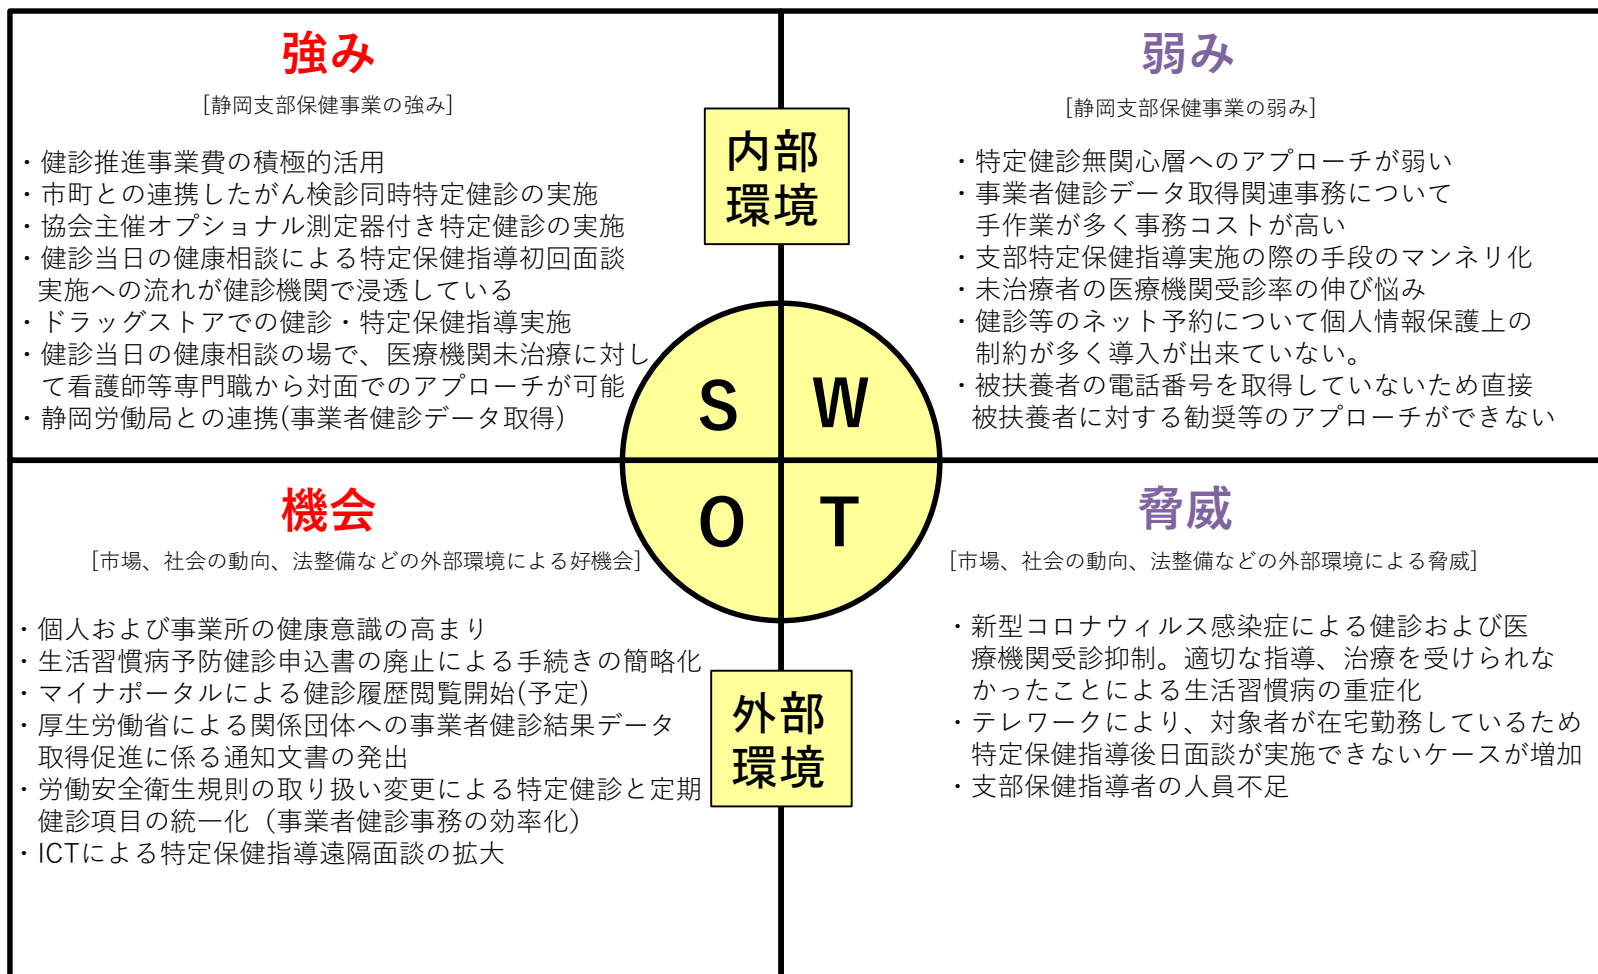 強み
[静岡支部保健事業の強み]
・健診推進事業費の積極的活用
・市町との連携したがん検診同時特定健診の実施
・協会主催オプショナル測定器付き特定健診の実施
・健診当日の健康相談による特定保健指導初回面談
実施への流れが健診機関で浸透している
・ドラッグストアでの健診・特定保健指導実施
・健診当日の健康相談の場で、医療機関未治療に対し
て看護師等専門職から対面でのアプローチが可能
・静岡労働局との連携(事業者健診データ取得)
弱み
[静岡支部保健事業の弱み]
・特定健診無関心層へのアプローチが弱い
・事業者健診データ取得関連事務について
手作業が多く事務コストが高い
・支部特定保健指導実施の際の手段のマンネリ化
・未治療者の医療機関受診率の伸び悩み
・健診等のネット予約について個人情報保護上の
制約が多く導入が出来ていない。
・被扶養者の電話番号を取得していないため直接
被扶養者に対する勧奨等のアプローチができない
内部
環境
S
W
O
T
機会
[市場、社会の動向、法整備などの外部環境による好機会]
・個人および事業所の健康意識の高まり
・生活習慣病予防健診申込書の廃止による手続きの簡略化
・マイナポータルによる健診履歴閲覧開始(予定)
・厚生労働省による関係団体への事業者健診結果データ
取得促進に係る通知文書の発出
・労働安全衛生規則の取り扱い変更による特定健診と定期
健診項目の統一化（事業者健診事務の効率化）
・ICTによる特定保健指導遠隔面談の拡大
脅威
[市場、社会の動向、法整備などの外部環境による脅威]
・新型コロナウィルス感染症による健診および医
療機関受診抑制。適切な指導、治療を受けられな
かったことによる生活習慣病の重症化
・テレワークにより、対象者が在宅勤務しているため
特定保健指導後日面談が実施できないケースが増加
・支部保健指導者の人員不足
外部
環境